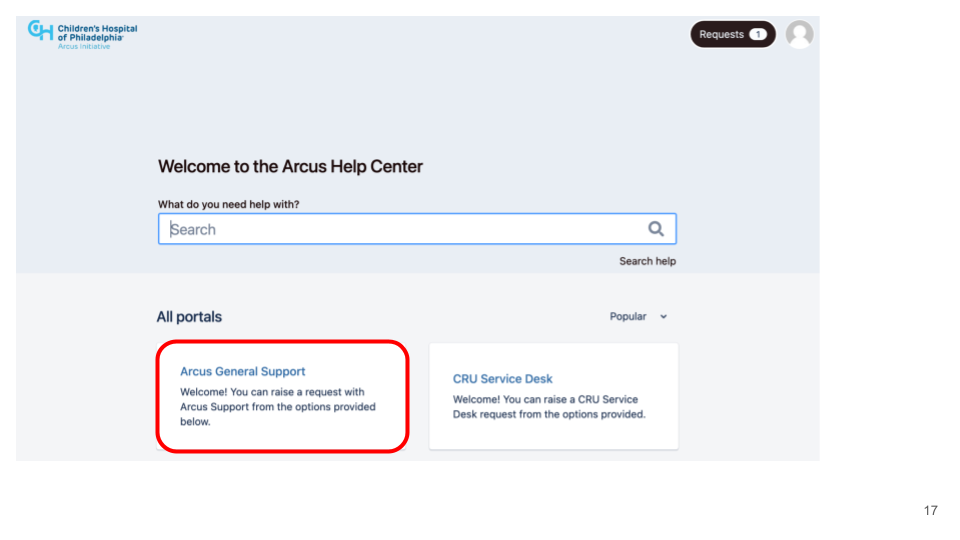 Children's Hospital
of Philadelphia
Arcus Initiative
Requests 1
Welcome to the Arcus Help Center
What do you need help with?
Search
Search help
All portals
Popular
Arcus General Support
Welcome! You can raise a request with
Arcus Support from the options provided
below.
CRU Service Desk
Welcome! You can raise a CRU Service
Desk request from the options provided.
17